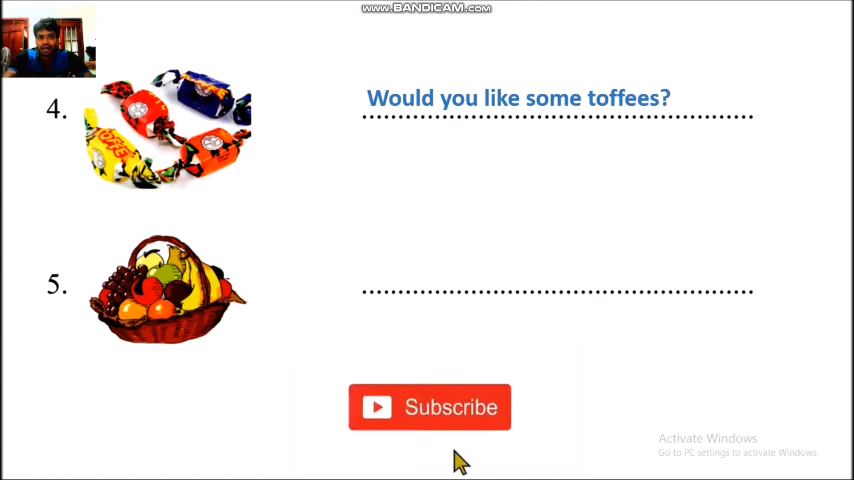 www.BANDICAM.com
4.
Would you like some toffees?
TOFFEE
5.
Subscribe
Activate Windows
Go to PC settings to activate Windows.